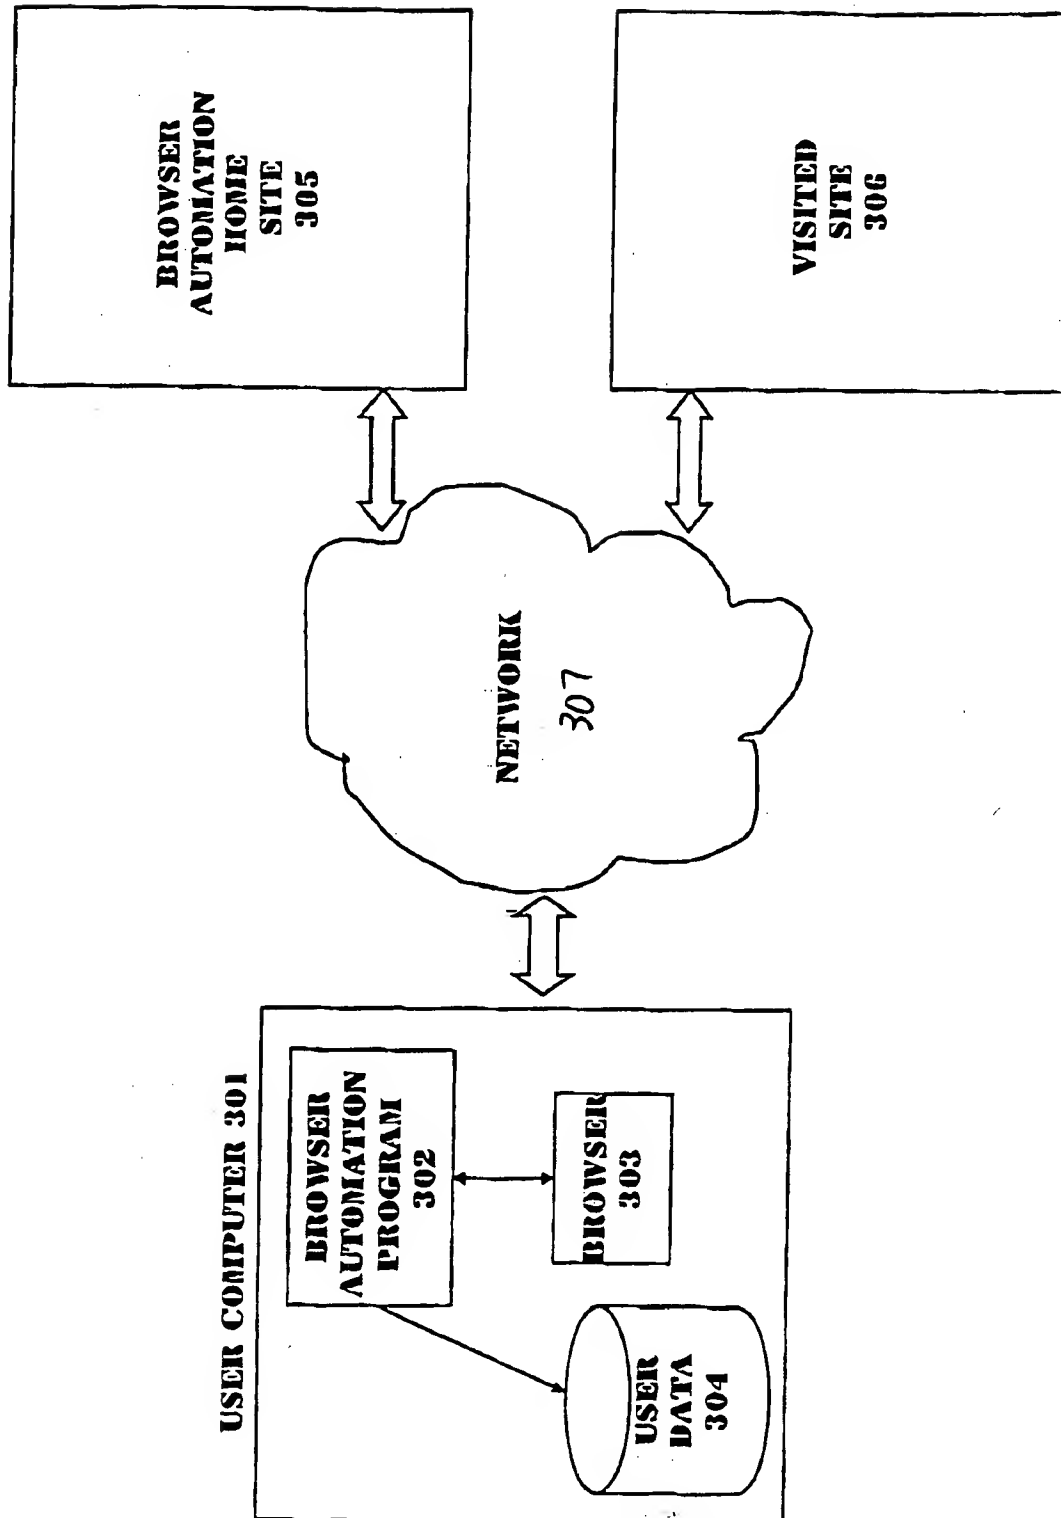 USER COMPUTER 301
BROWSER
AUTOMATION
PROGRAM
302
BROWSER
303
USER
DATA
304
NETWORK
307
BROWSER
AUTOMATION
HOME
SITE
305
VISITED
SITE
306